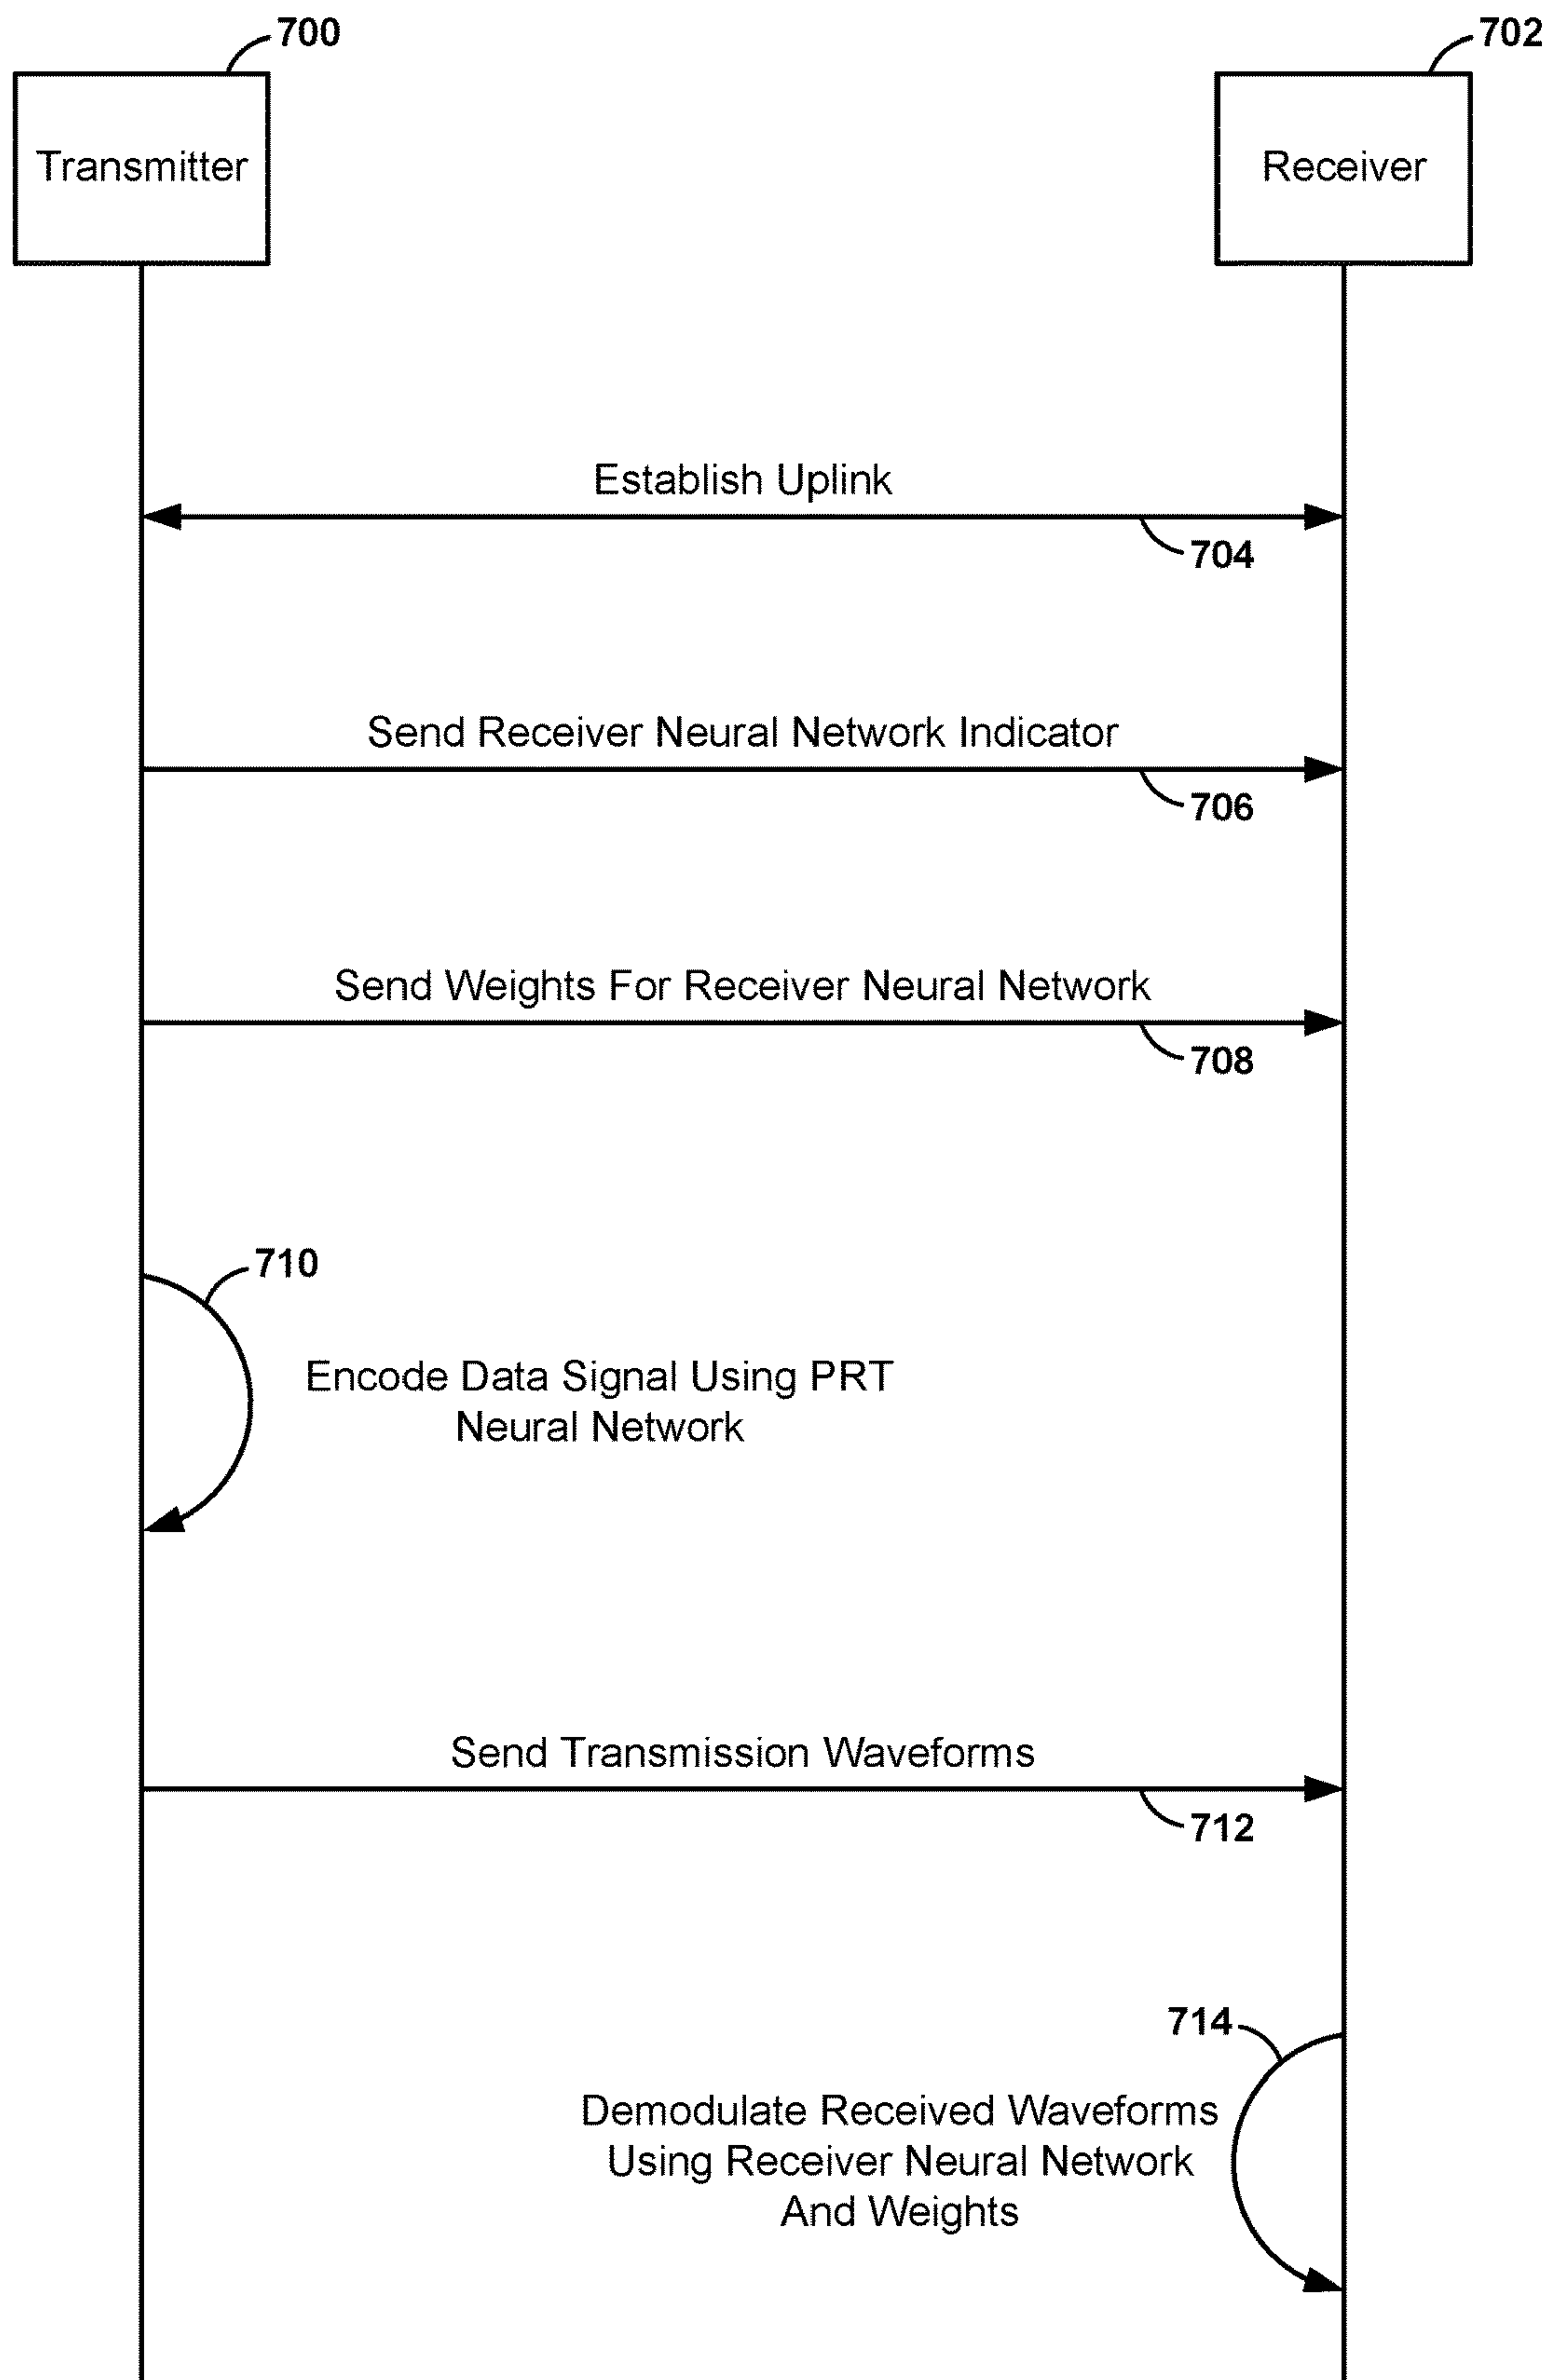 700
702
Transmitter
Receiver
Establish Uplink
704
Send Receiver Neural Network Indicator
706
Send Weights For Receiver Neural Network
708
710
Encode Data Signal Using PRT
Neural Network
Send Transmission Waveforms
712
714
Demodulate Received Waveforms
Using Receiver Neural Network
And Weights